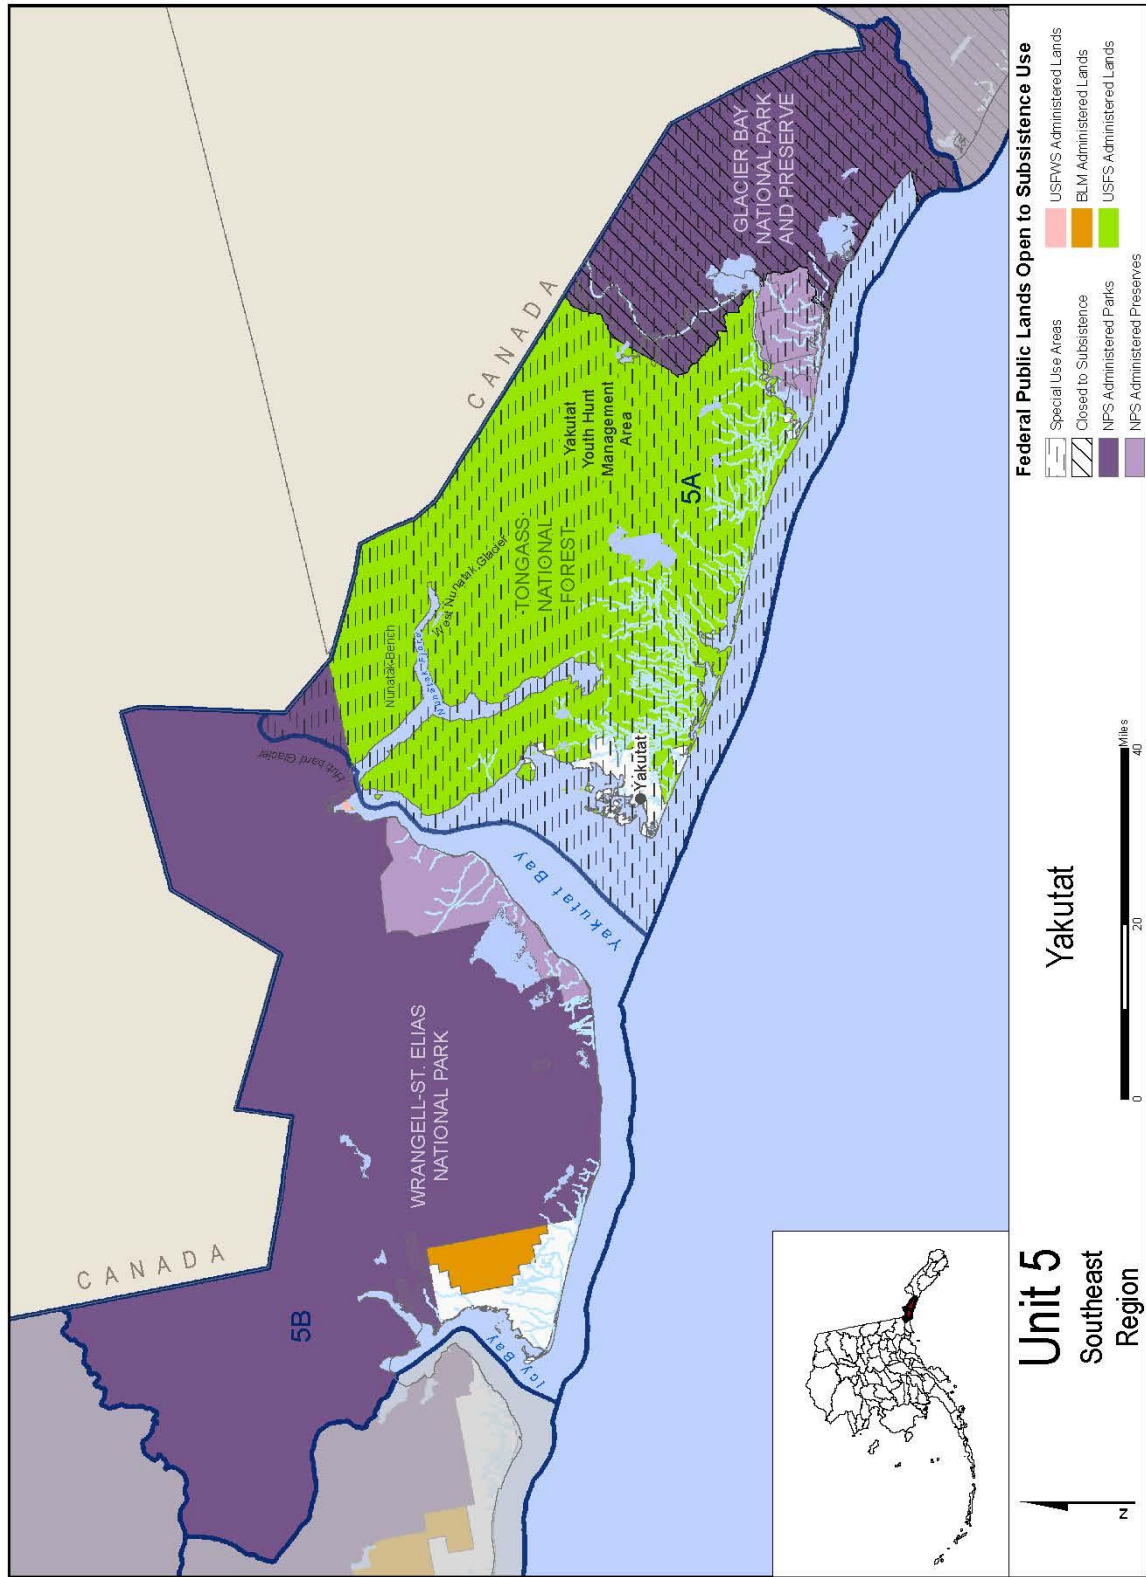 CANADA
5B
WRANGELL-ST. ELIAS
NATIONAL PARK
Icy Bay
Yakutat Bay
Hubbard Glacier
Nunatak Bench
Nunatak Fiord
West Nunatak Glacier
CANADA
TONGASS
NATIONAL
FOREST
Yakutat
Youth Hunt
Management
Area
5A
Yakutat
GLACIER BAY
NATIONAL PARK
AND PRESERVE
Unit 5
Southeast
Region
N
Yakutat
0 20 40
Miles
Federal Public Lands Open to Subsistence Use
Special Use Areas
Closed to Subsistence
NPS Administered Parks
NPS Administered Preserves
USFWS Administered Lands
BLM Administered Lands
USFS Administered Lands